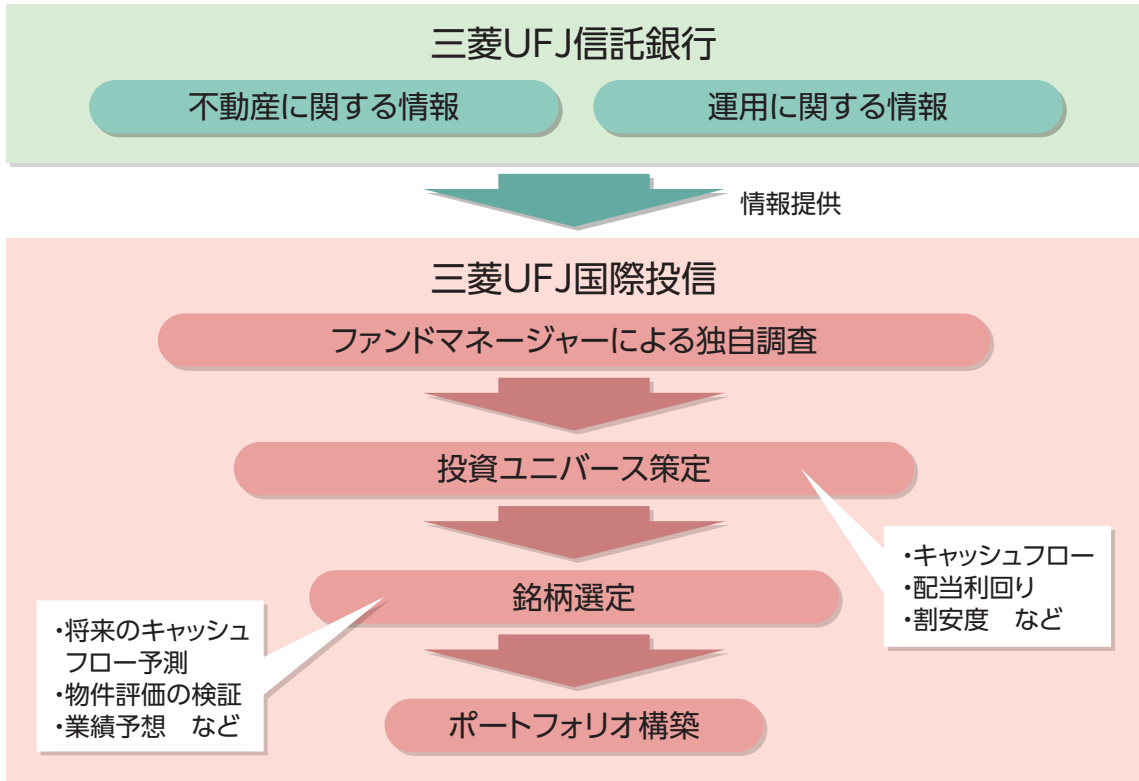 三菱UFJ信託銀行
不動産に関する情報
運用に関する情報
情報提供
三菱UFJ国際投信
ファンドマネージャーによる独自調査
投資ユニバース策定
・キャッシュフロー
・配当利回り
・割安度　など
銘柄選定
・将来のキャッシュ
フロー予測
・物件評価の検証
・業績予想　など
ポートフォリオ構築